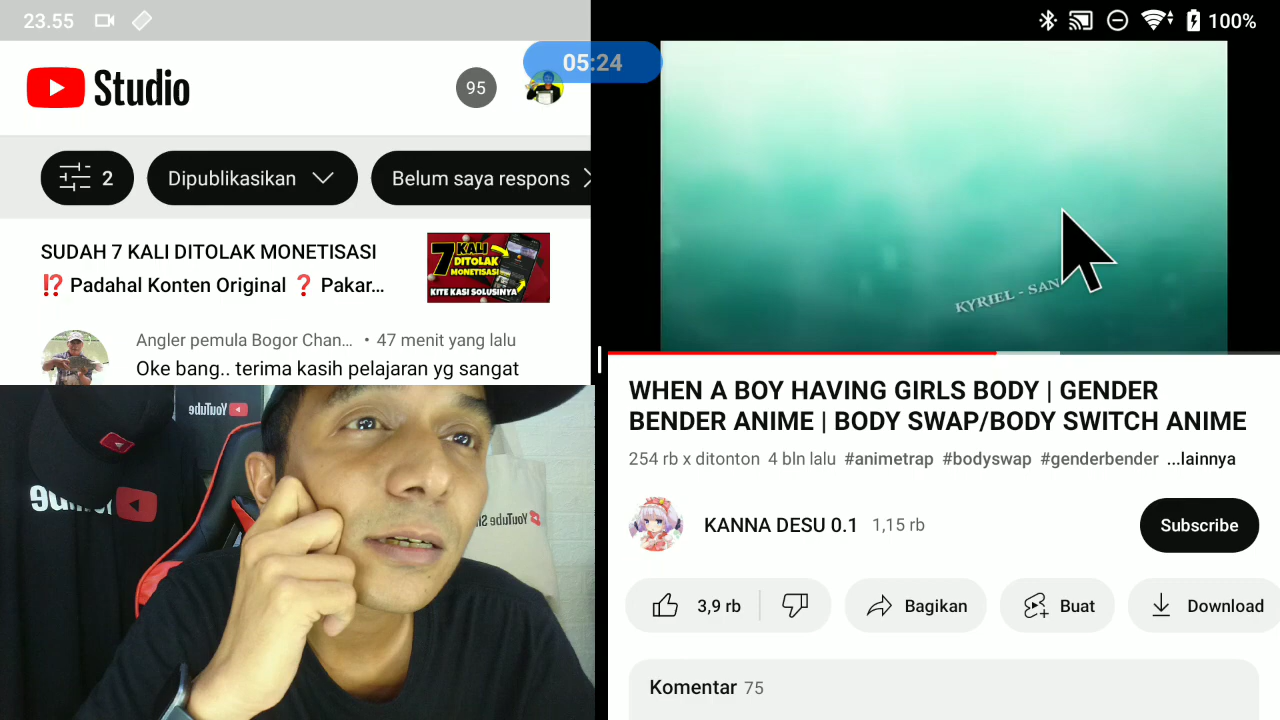 23.55
100%
05:24
Studio
95
2
Dipublikasikan
Belum saya respons
SUDAH 7 KALI DITOLAK MONETISASI
⁉️ Padahal Konten Original ❓ Pakar...
7 KALI
DITOLAK
MONETISASI
KITE KASI SOLUSINYA
Angler pemula Bogor Chan... • 47 menit yang lalu
Oke bang.. terima kasih pelajaran yg sangat
YouTube
YouTube
KYRIEL - SAN
WHEN A BOY HAVING GIRLS BODY | GENDER
BENDER ANIME | BODY SWAP/BODY SWITCH ANIME
254 rb x ditonton 4 bln lalu #animetrap #bodyswap #genderbender ...lainnya
KANNA DESU 0.1 1,15 rb
Subscribe
3,9 rb
Bagikan
Buat
Download
Komentar 75